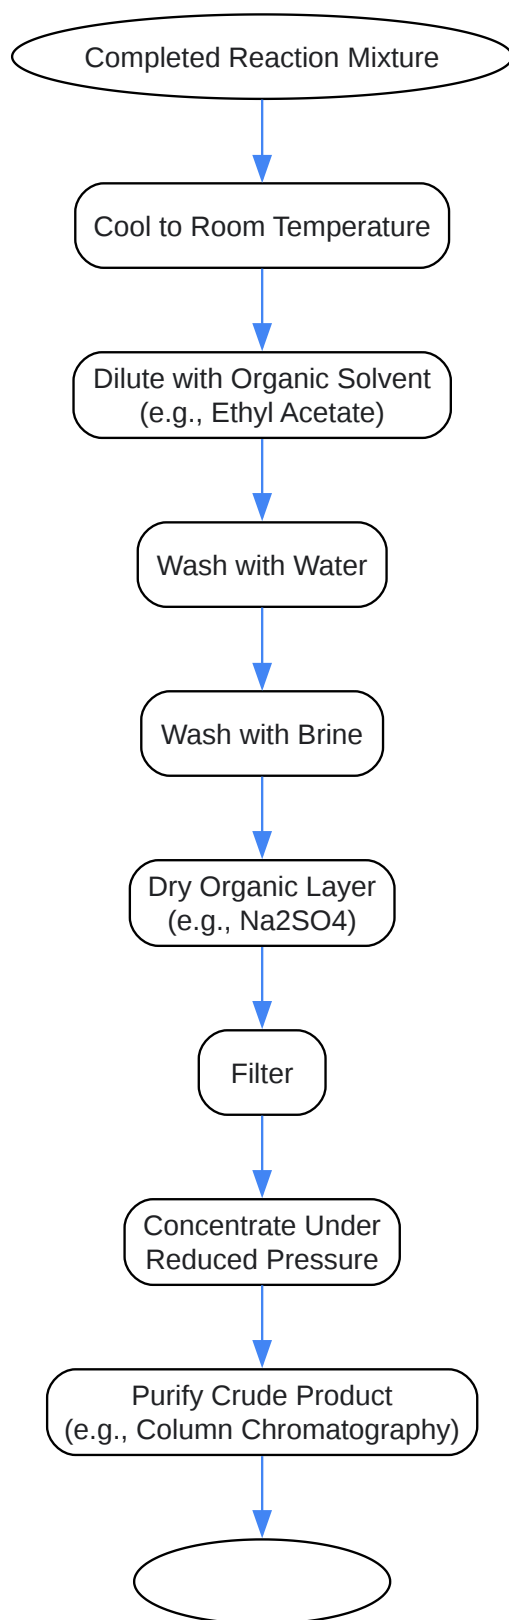 Completed Reaction Mixture
Cool to Room Temperature
Dilute with Organic Solvent
(e.g., Ethyl Acetate)
Wash with Water
Wash with Brine
Dry Organic Layer
(e.g., Na2SO4)
Filter
Concentrate Under
Reduced Pressure
Purify Crude Product
(e.g., Column Chromatography)